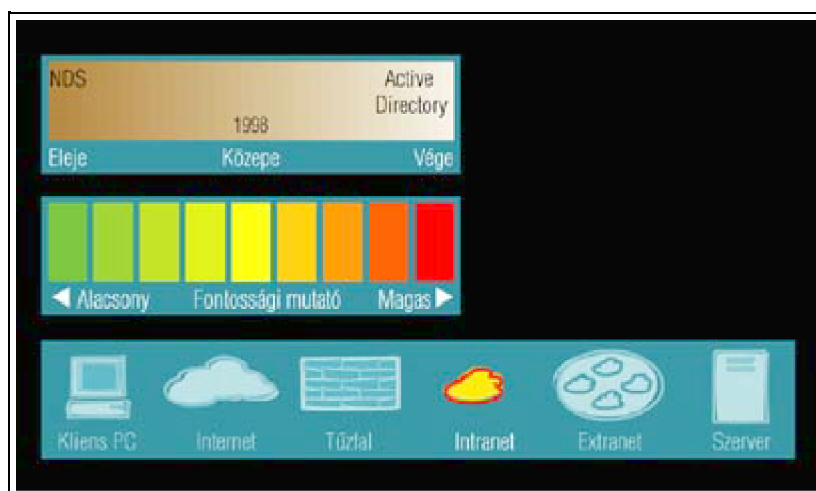 NDS
Active
Directory
1998
Eleje Közepe Vége
Alacsony Fontossági mutató Magas
Kliens PC Internet Tűzfal Intranet Extranet Szerver